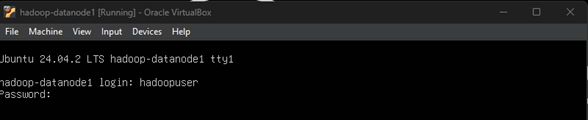 hadoop-datanode1 [Running] - Oracle VirtualBox
File Machine View Input Devices Help
Ubuntu 24.04.2 LTS hadoop-datanode1 tty1
hadoop-datanode1 login: hadoopuser
Password: